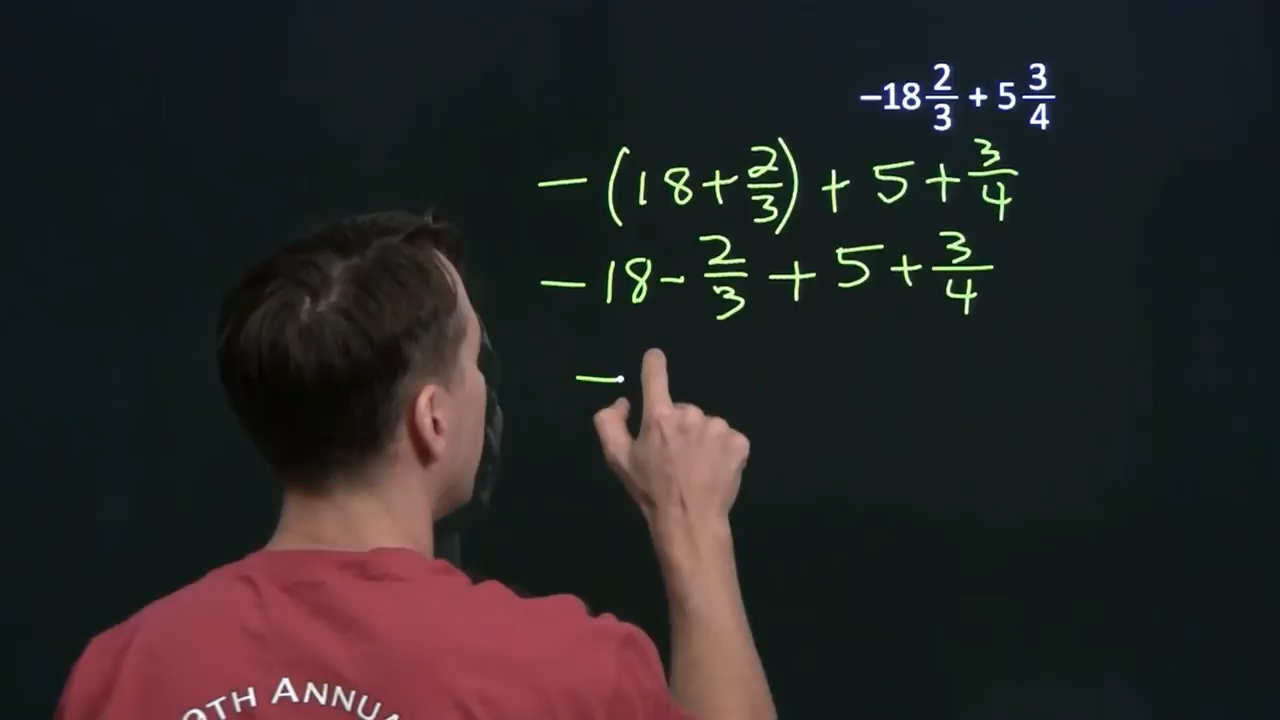 –18 2/3 + 5 3/4
– (18 + 2/3) + 5 + 3/4
– 18 - 2/3 + 5 + 3/4
–
TH ANNUA